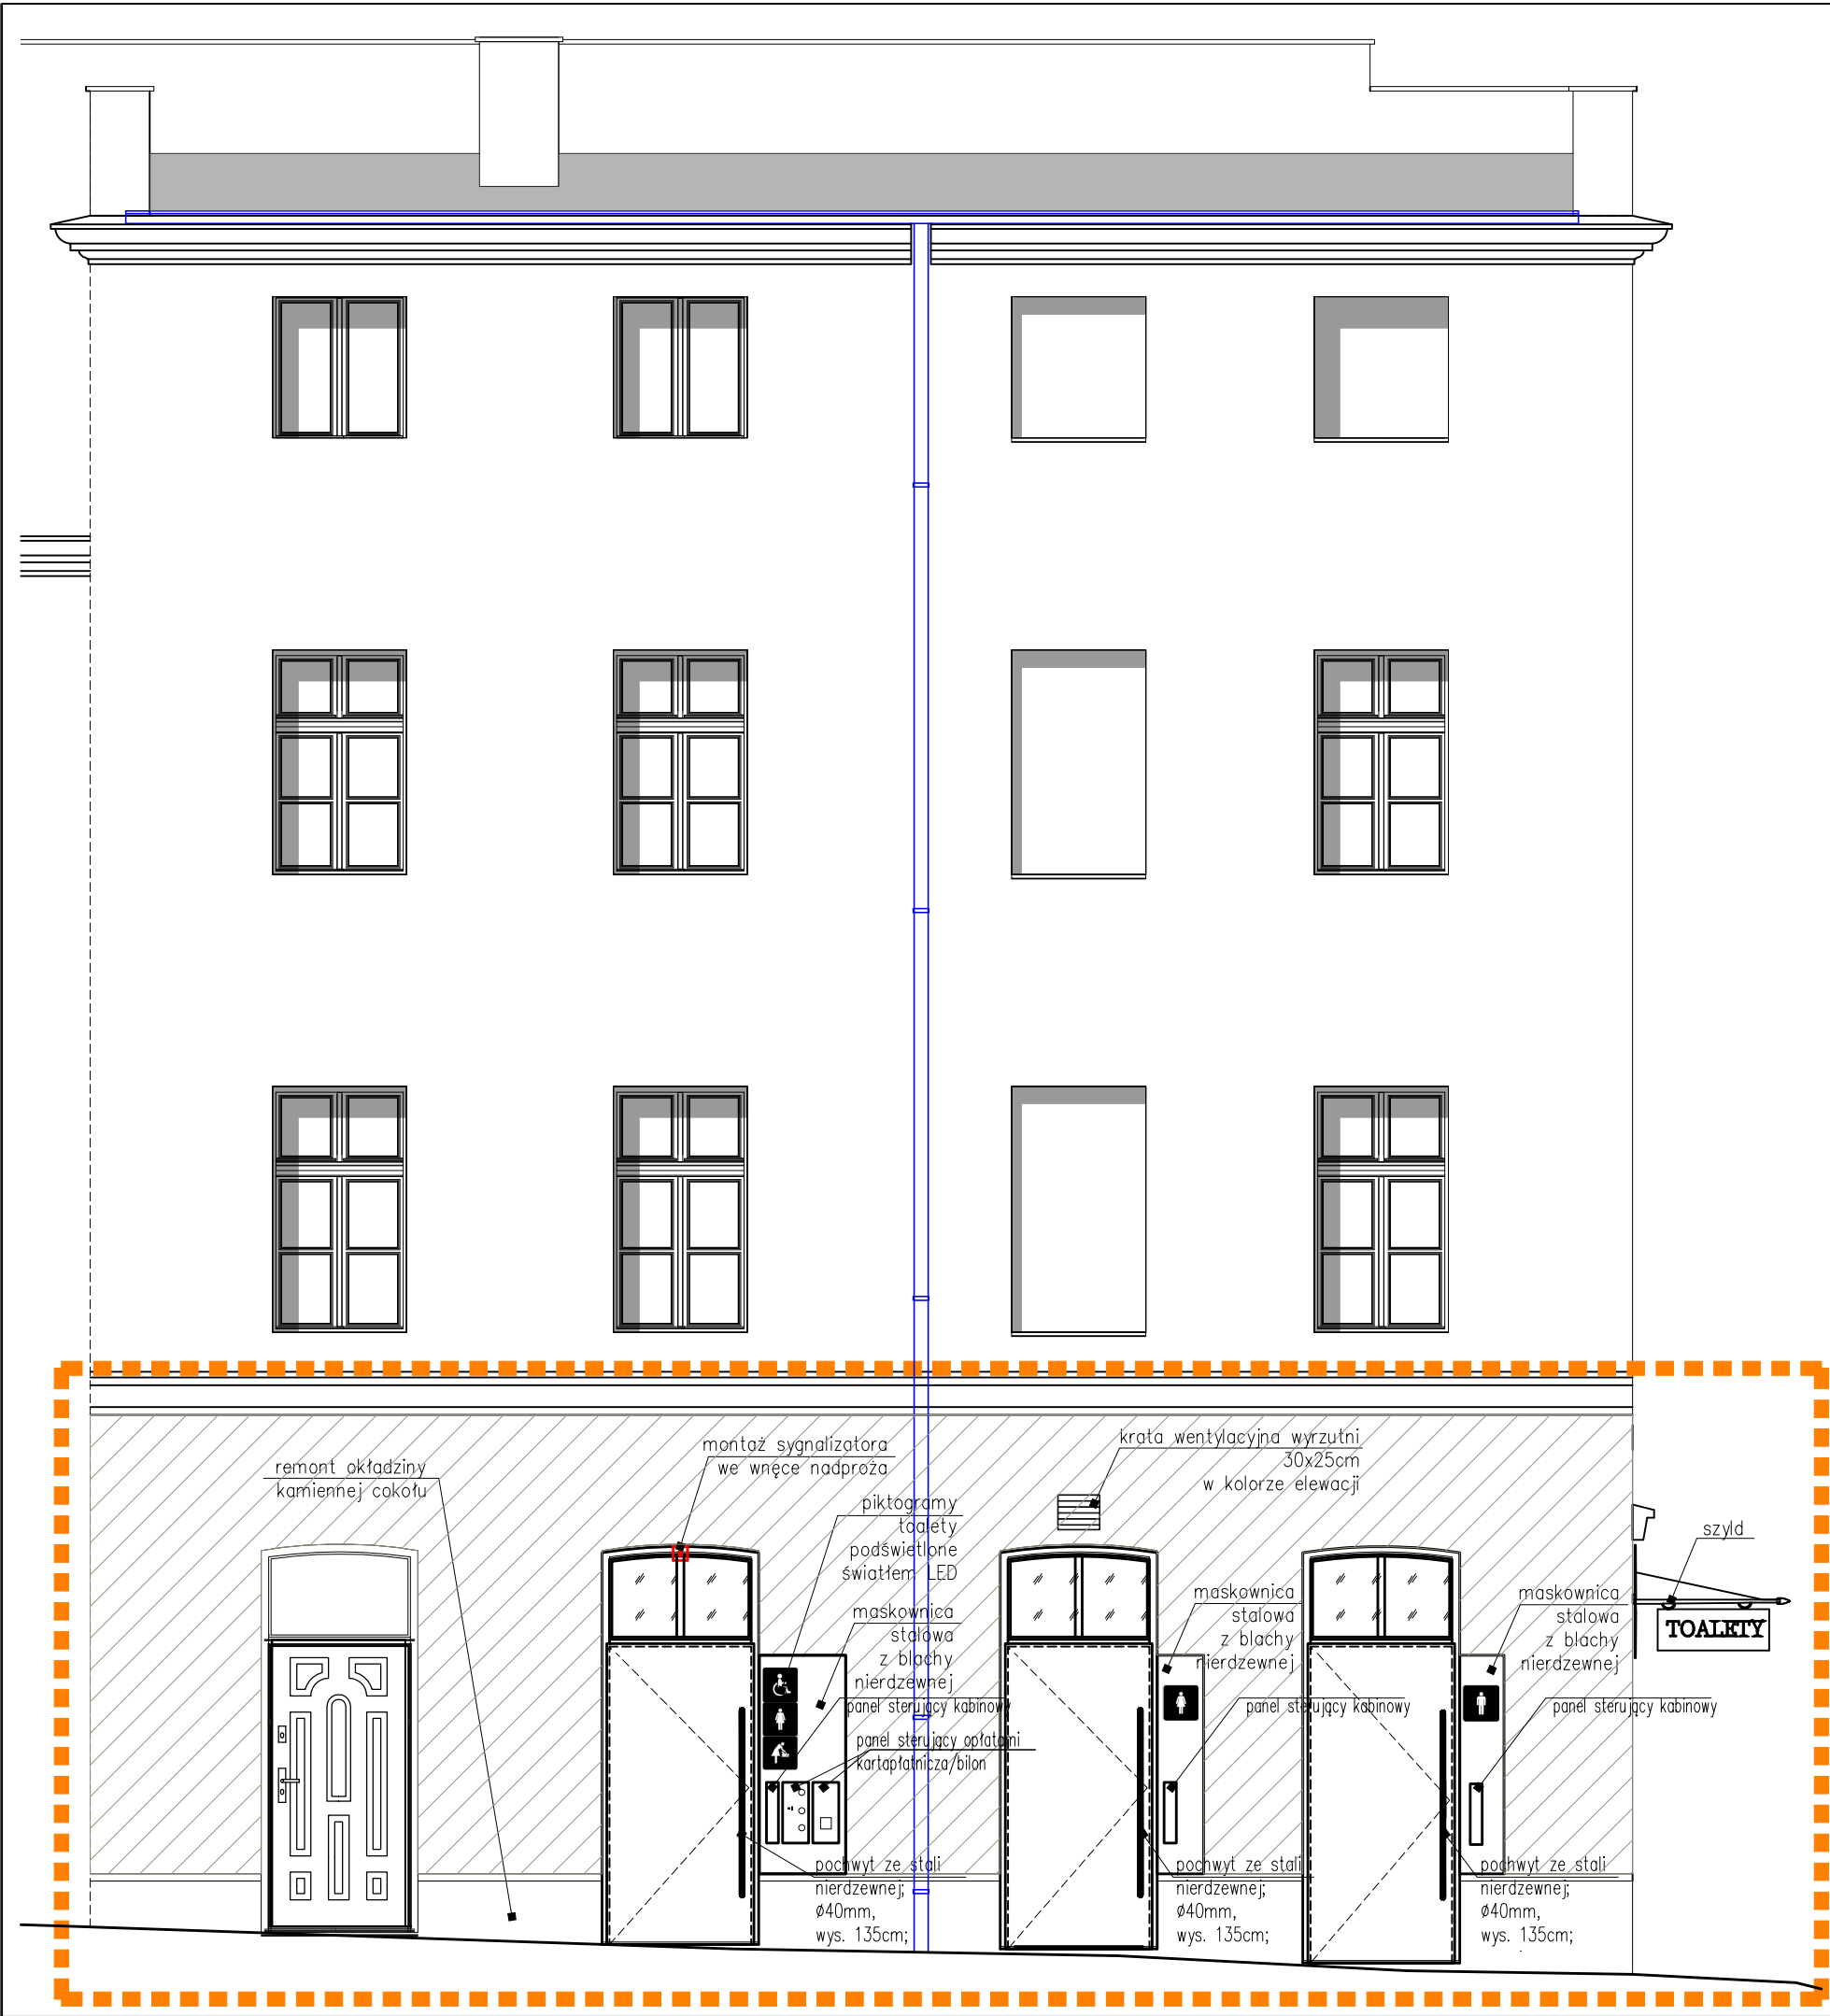 remont okładziny
kamiennej cokołu
montaż sygnalizatora
we wnęce nadproża
piktogramy
toalety
podświetlone
światłem LED
maskownica
stalowa
z blachy
nierdzewnej
panel sterujący kabinowy
panel sterujący opłatami
kartapłatnicza/bilon
pochwyt ze stali
nierdzewnej;
ø40mm,
wys. 135cm;
krata wentylacyjna wyrzutni
30x25cm
w kolorze elewacji
maskownica
stalowa
z blachy
nierdzewnej
panel sterujący kabinowy
pochwyt ze stali
nierdzewnej;
ø40mm,
wys. 135cm;
maskownica
stalowa
z blachy
nierdzewnej
panel sterujący kabinowy
pochwyt ze stali
nierdzewnej;
ø40mm,
wys. 135cm;
szyld
TOALETY